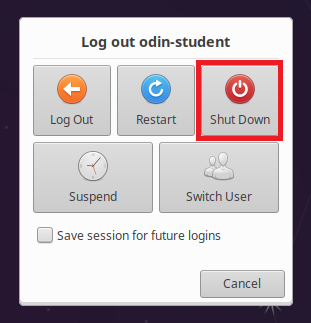 Log out odin-student
Log Out
Restart
Shut Down
Suspend
Switch User
Save session for future logins
Cancel